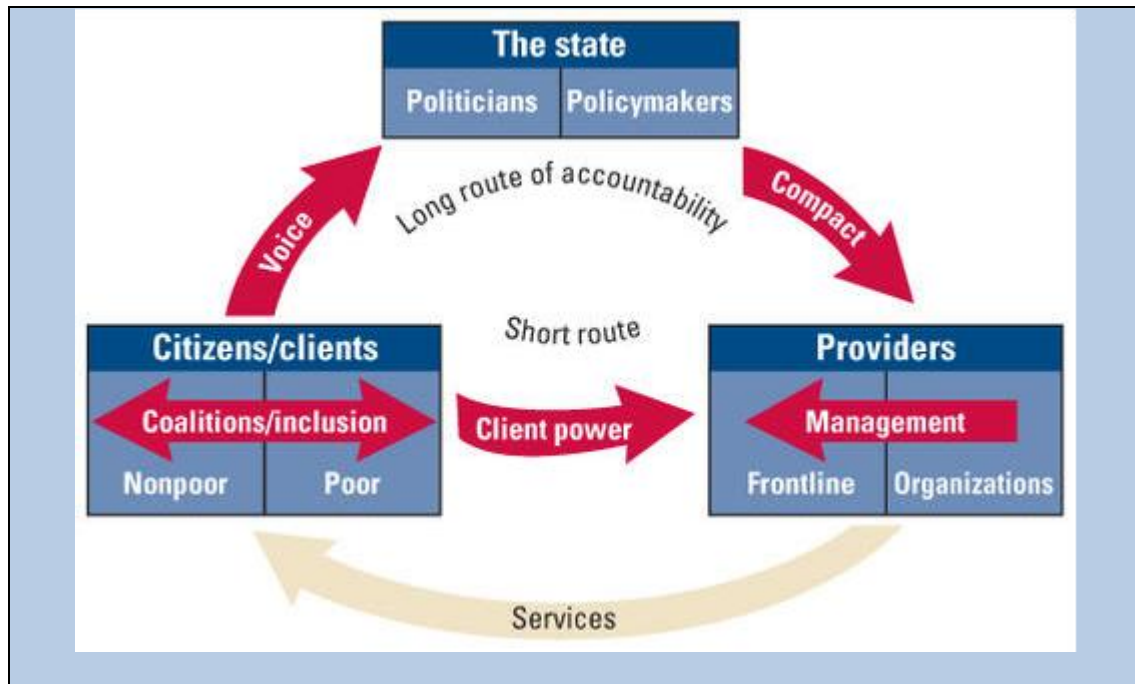 The state
Politicians Policymakers
Long route of accountability
Voice
Compact
Short route
Citizens/clients
Coalitions/inclusion
Nonpoor Poor
Client power
Providers
Management
Frontline Organizations
Services